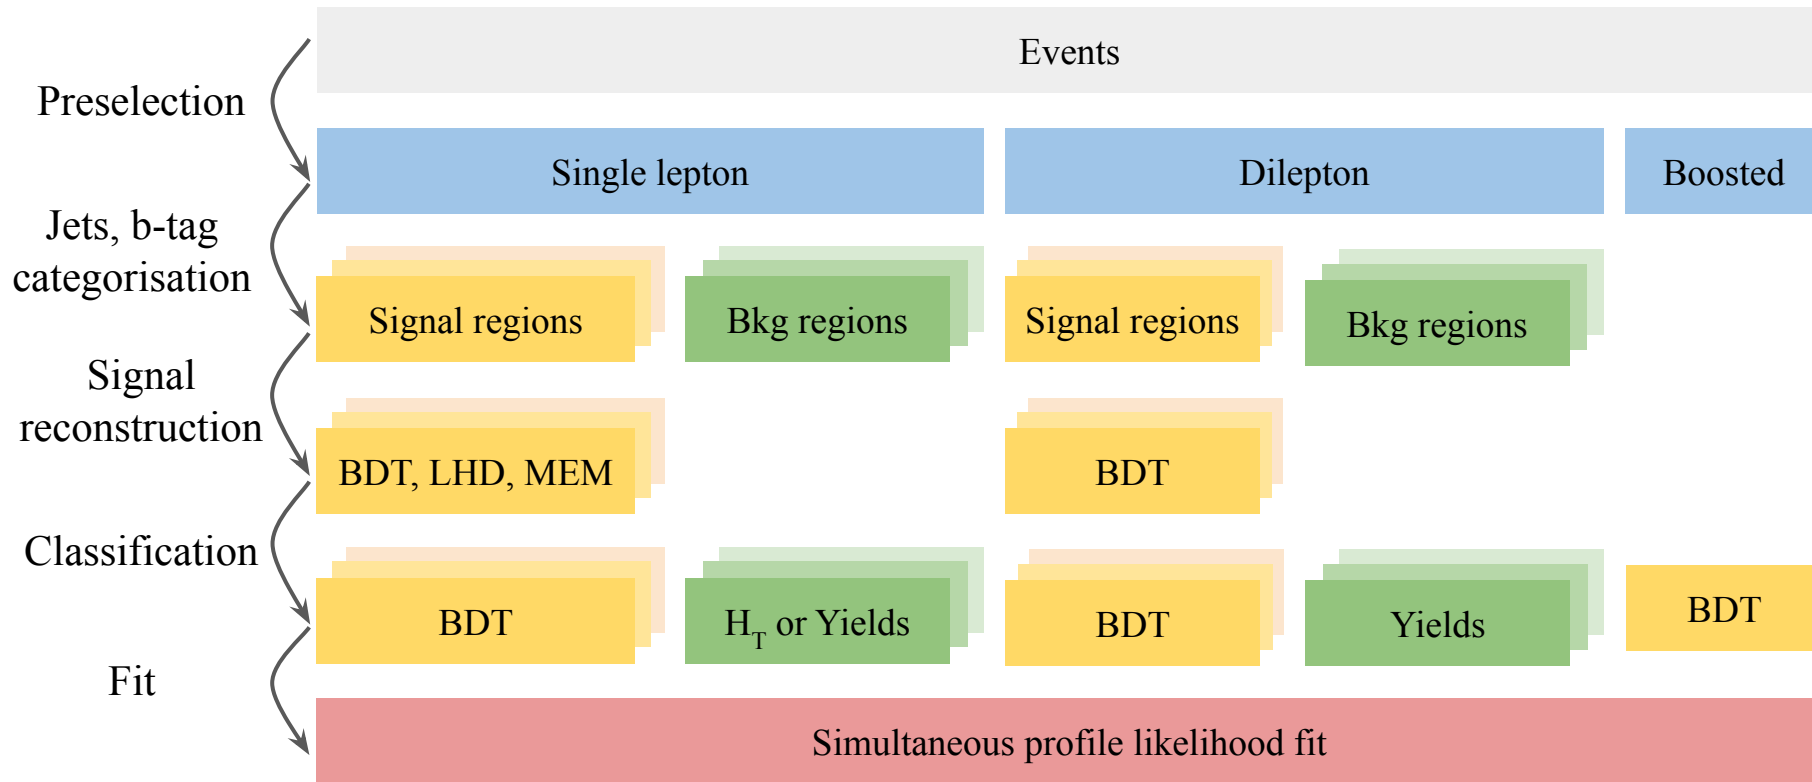 Events
Preselection
Single lepton
Dilepton
Boosted
Jets, b-tag
categorisation
Signal regions
Bkg regions
Signal regions
Bkg regions
Signal
reconstruction
BDT, LHD, MEM
BDT
Classification
BDT
H_T or Yields
BDT
Yields
BDT
Fit
Simultaneous profile likelihood fit